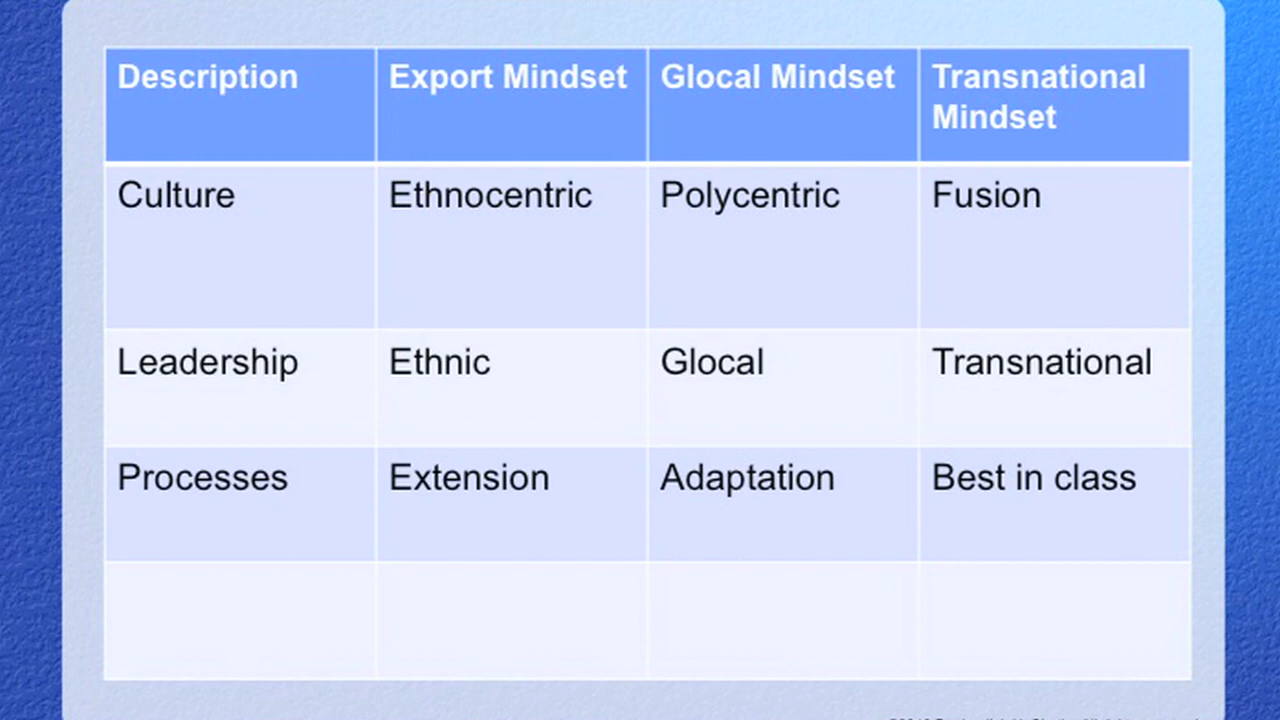 Description Export Mindset Glocal Mindset Transnational
Mindset
Culture Ethnocentric Polycentric Fusion
Leadership Ethnic Glocal Transnational
Processes Extension Adaptation Best in class